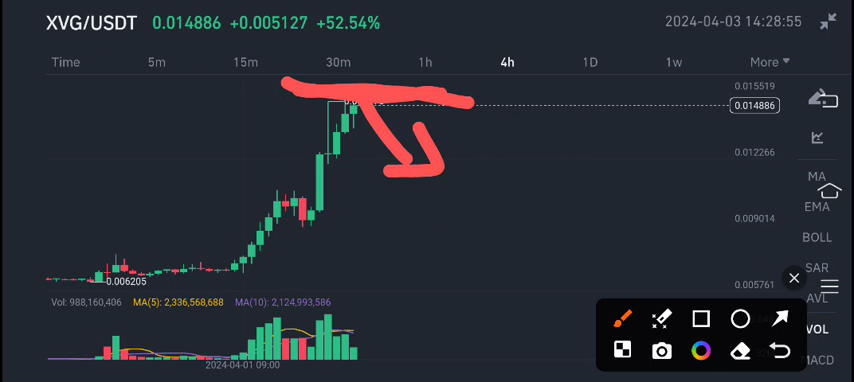 XVG/USDT 0.014886 +0.005127 +52.54% 2024-04-03 14:28:55
Time 5m 15m 30m 1h 4h 1D 1w More
0.015519
0.014886
0.012266
0.009014
0.005761
0.006205
MA
EMA
BOLL
SAR
AVL
VOL
MACD
Vol: 988,160,406 MA(5): 2,336,568,688 MA(10): 2,124,993,586
2024-04-01 09:00